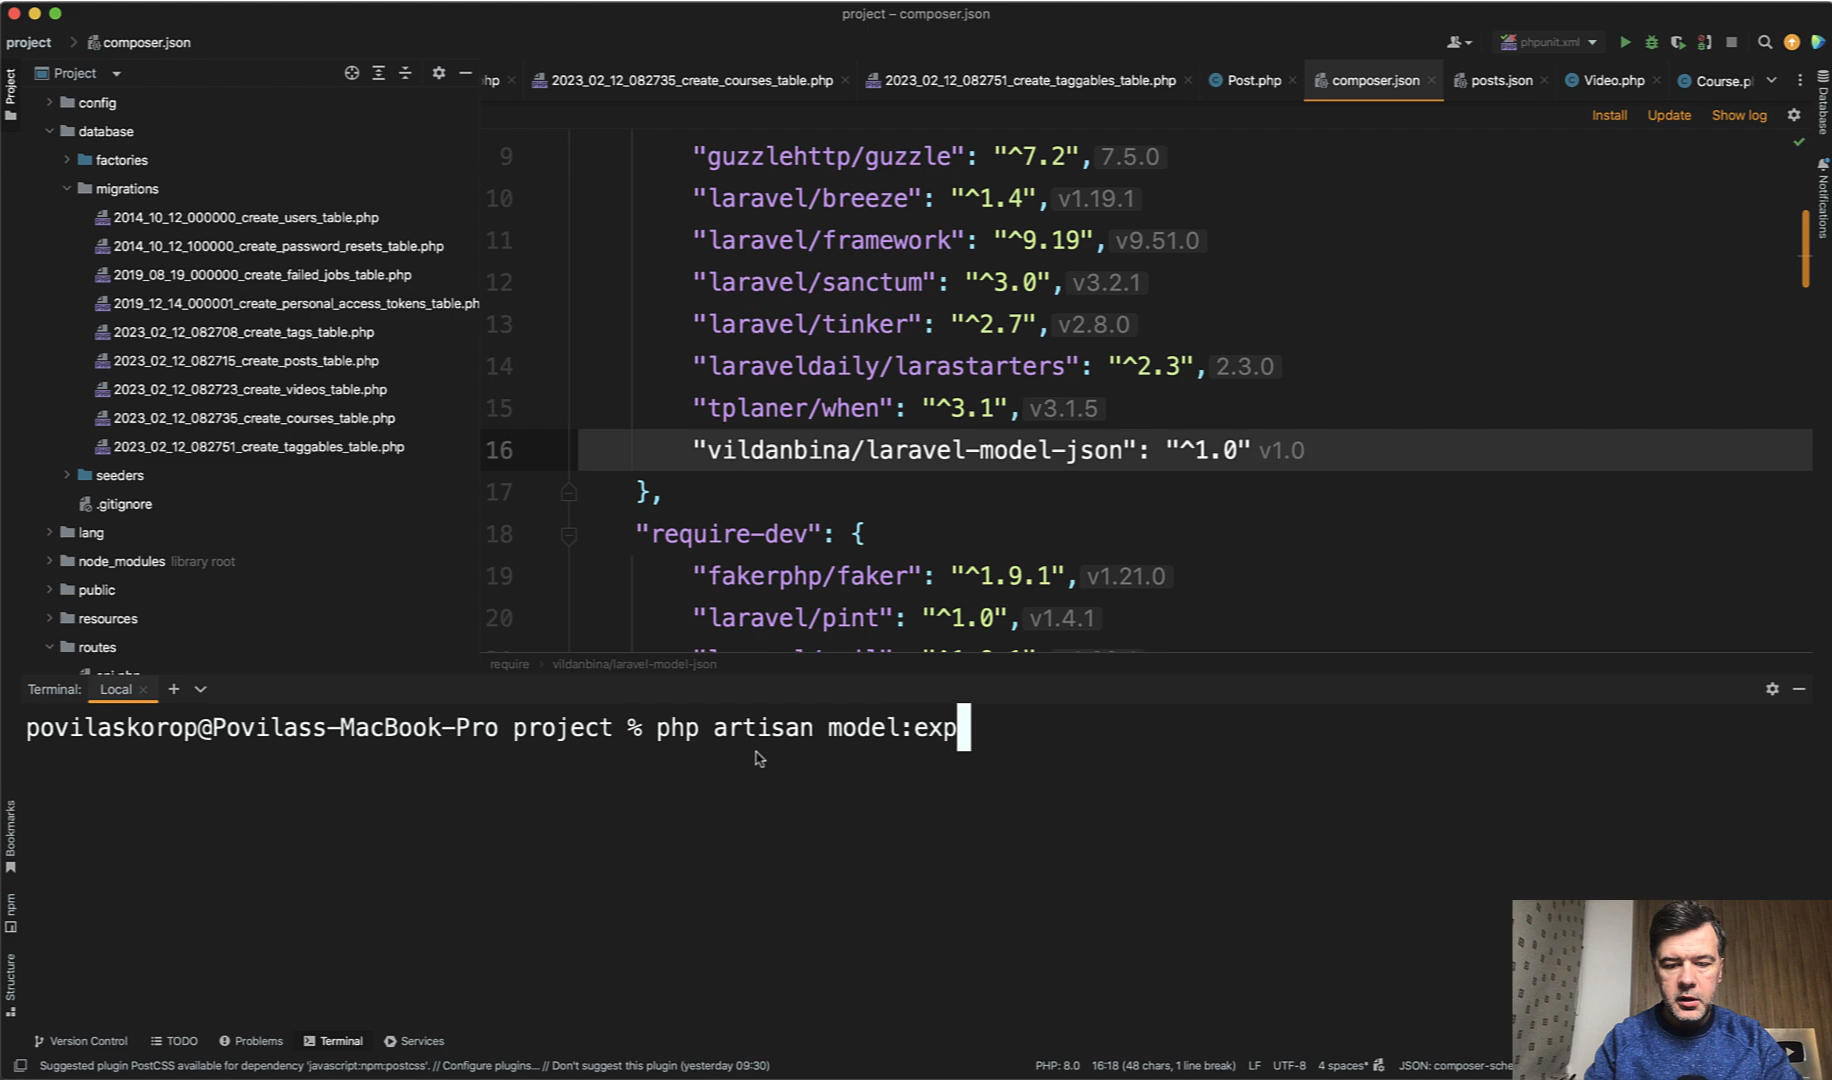 project – composer.json
project
composer.json
phpunit.xml
Project
hp
2023_02_12_082735_create_courses_table.php
2023_02_12_082751_create_taggables_table.php
Post.php
composer.json
posts.json
Video.php
Course.p
Install
Update
Show log
Project
Database
Notifications
config
database
factories
migrations
2014_10_12_000000_create_users_table.php
2014_10_12_100000_create_password_resets_table.php
2019_08_19_000000_create_failed_jobs_table.php
2019_12_14_000001_create_personal_access_tokens_table.ph
2023_02_12_082708_create_tags_table.php
2023_02_12_082715_create_posts_table.php
2023_02_12_082723_create_videos_table.php
2023_02_12_082735_create_courses_table.php
2023_02_12_082751_create_taggables_table.php
seeders
.gitignore
lang
node_modules library root
public
resources
routes
9 "guzzlehttp/guzzle": "^7.2", 7.5.0
10 "laravel/breeze": "^1.4", v1.19.1
11 "laravel/framework": "^9.19", v9.51.0
12 "laravel/sanctum": "^3.0", v3.2.1
13 "laravel/tinker": "^2.7", v2.8.0
14 "laraveldaily/larastarters": "^2.3", 2.3.0
15 "tplaner/when": "^3.1", v3.1.5
16 "vildanbina/laravel-model-json": "^1.0" v1.0
17 },
18 "require-dev": {
19 "fakerphp/faker": "^1.9.1", v1.21.0
20 "laravel/pint": "^1.0", v1.4.1
require vildanbina/laravel-model-json
Terminal: Local
povilaskorop@Povilass-MacBook-Pro project % php artisan model:exp
Bookmarks
npm
Structure
Version Control
TODO
Problems
Terminal
Services
Suggested plugin PostCSS available for dependency 'javascript:npm:postcss'. // Configure plugins... // Don't suggest this plugin (yesterday 09:30)
PHP: 8.0
16:18 (48 chars, 1 line break)
LF
UTF-8
4 spaces*
JSON: composer-sche